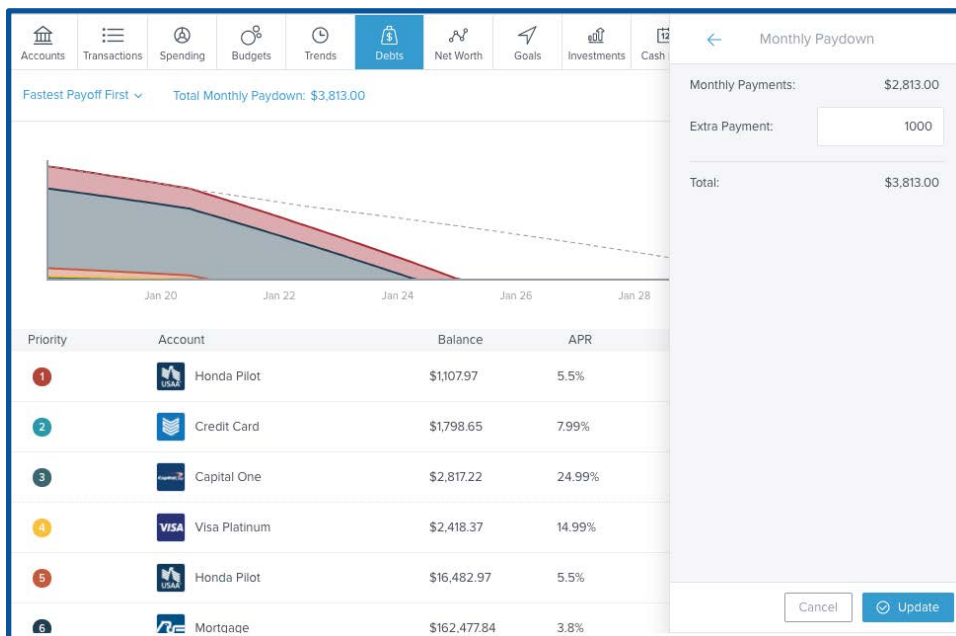 Accounts Transactions Spending Budgets Trends Debts Net Worth Goals Investments Cash
← Monthly Paydown
Fastest Payoff First Total Monthly Paydown: $3,813.00
Monthly Payments: $2,813.00
Extra Payment: 1000
Total: $3,813.00
Jan 20 Jan 22 Jan 24 Jan 26 Jan 28
Priority Account Balance APR
1 USAA Honda Pilot $1,107.97 5.5%
2 Credit Card $1,798.65 7.99%
3 Capital One $2,817.22 24.99%
4 VISA Visa Platinum $2,418.37 14.99%
5 USAA Honda Pilot $16,482.97 5.5%
6 Mortgage $162,477.84 3.8%
Cancel Update